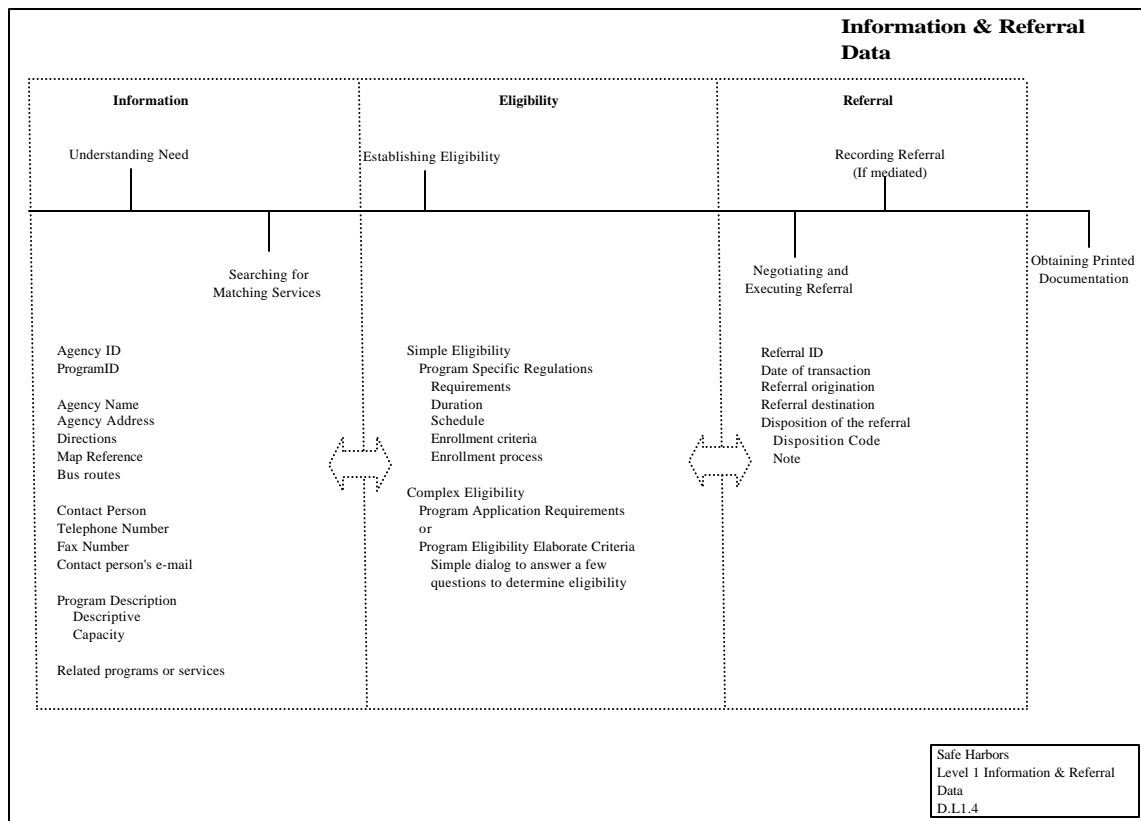 Information & Referral
Data
Information
Eligibility
Referral
Understanding Need
Establishing Eligibility
Recording Referral
(If mediated)
Searching for
Matching Services
Negotiating and
Executing Referral
Obtaining Printed
Documentation
Agency ID
ProgramID
Agency Name
Agency Address
Directions
Map Reference
Bus routes
Contact Person
Telephone Number
Fax Number
Contact person's e-mail
Program Description
Descriptive
Capacity
Related programs or services
Simple Eligibility
Program Specific Regulations
Requirements
Duration
Schedule
Enrollment criteria
Enrollment process
Complex Eligibility
Program Application Requirements
or
Program Eligibility Elaborate Criteria
Simple dialog to answer a few
questions to determine eligibility
Referral ID
Date of transaction
Referral origination
Referral destination
Disposition of the referral
Disposition Code
Note
Safe Harbors
Level 1 Information & Referral
Data
D.L1.4